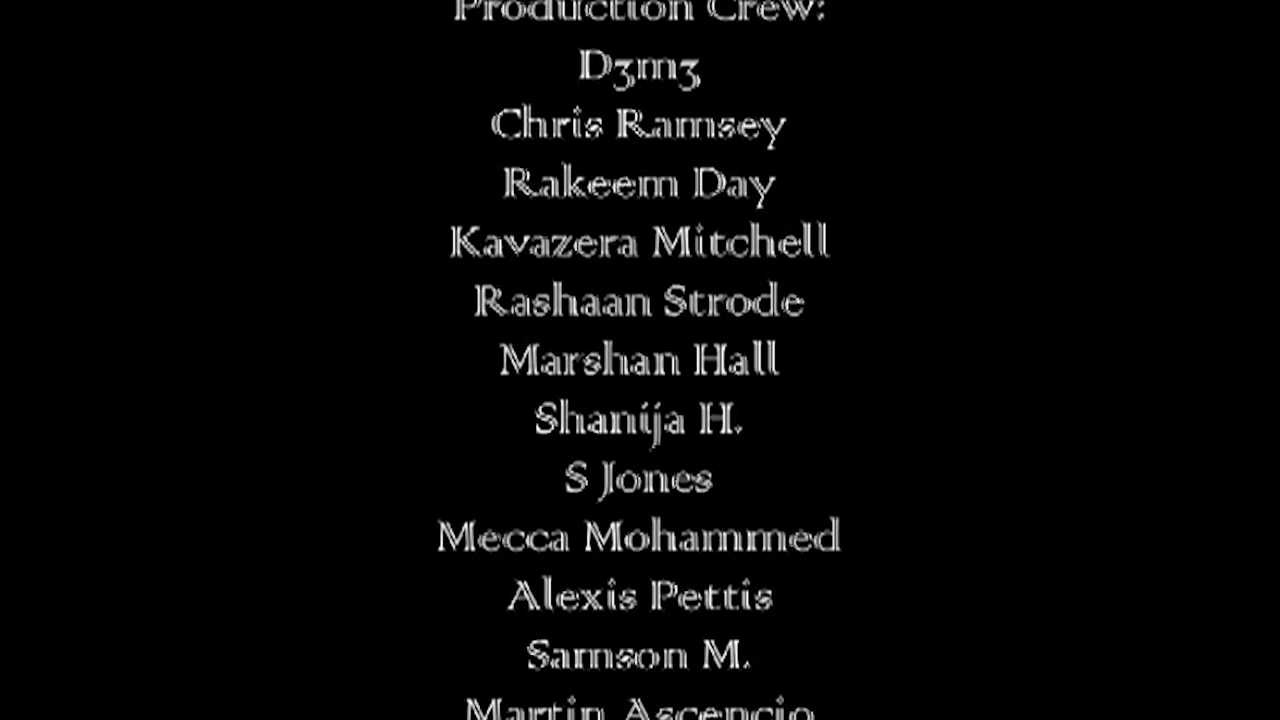 Production Crew:
D3m3
Chris Ramsey
Rakeem Day
Kavazera Mitchell
Rashaan Strode
Marshan Hall
Shanija H.
S Jones
Mecca Mohammed
Alexis Pettis
Samson M.
Martin Ascencio